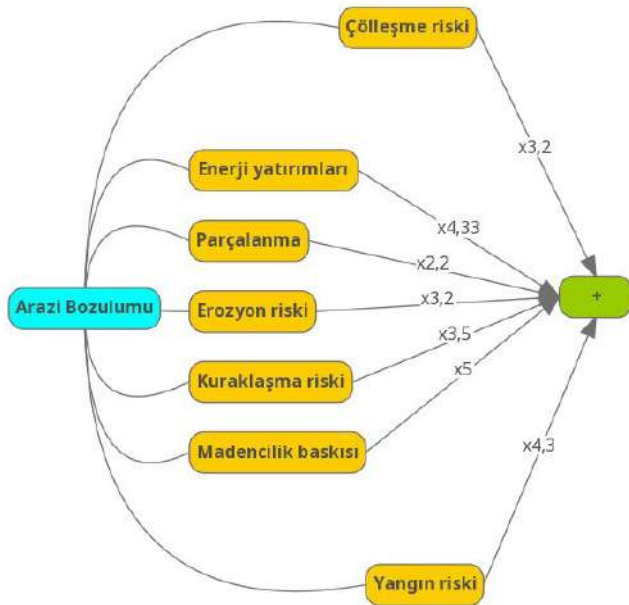 Çölleşme riski
x3,2
Enerji yatırımları
x4,33
Parçalanma
x2,2
Arazi Bozulumu
Erozyon riski
x3,2
+
Kuraklaşma riski
x3,5
x5
Madencilik baskısı
x4,3
Yangın riski